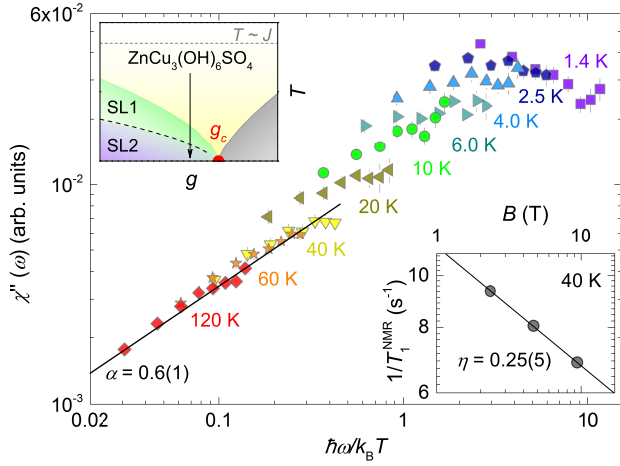 6x10⁻²
T ~ J
ZnCu₃(OH)₆SO₄
SL1
SL2
g_c
T
g
1.4 K
2.5 K
4.0 K
6.0 K
10 K
20 K
40 K
60 K
120 K
α = 0.6(1)
χ'' (ω) (arb. units)
10⁻²
10⁻³
0.02
0.1
1
10
ħω/k_BT
B (T)
1
10
40 K
1/T₁ᴺᴹᴿ (s⁻¹)
10
8
6
η = 0.25(5)